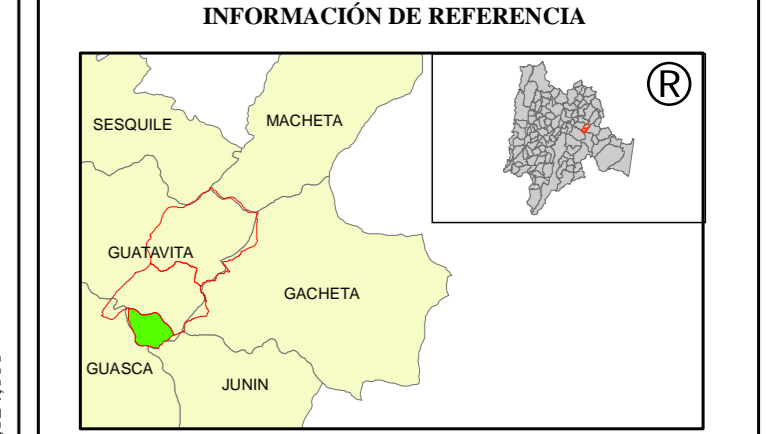 INFORMACIÓN DE REFERENCIA
®
SESQUILE
MACHETA
GUATAVITA
GACHETA
GUASCA
JUNIN